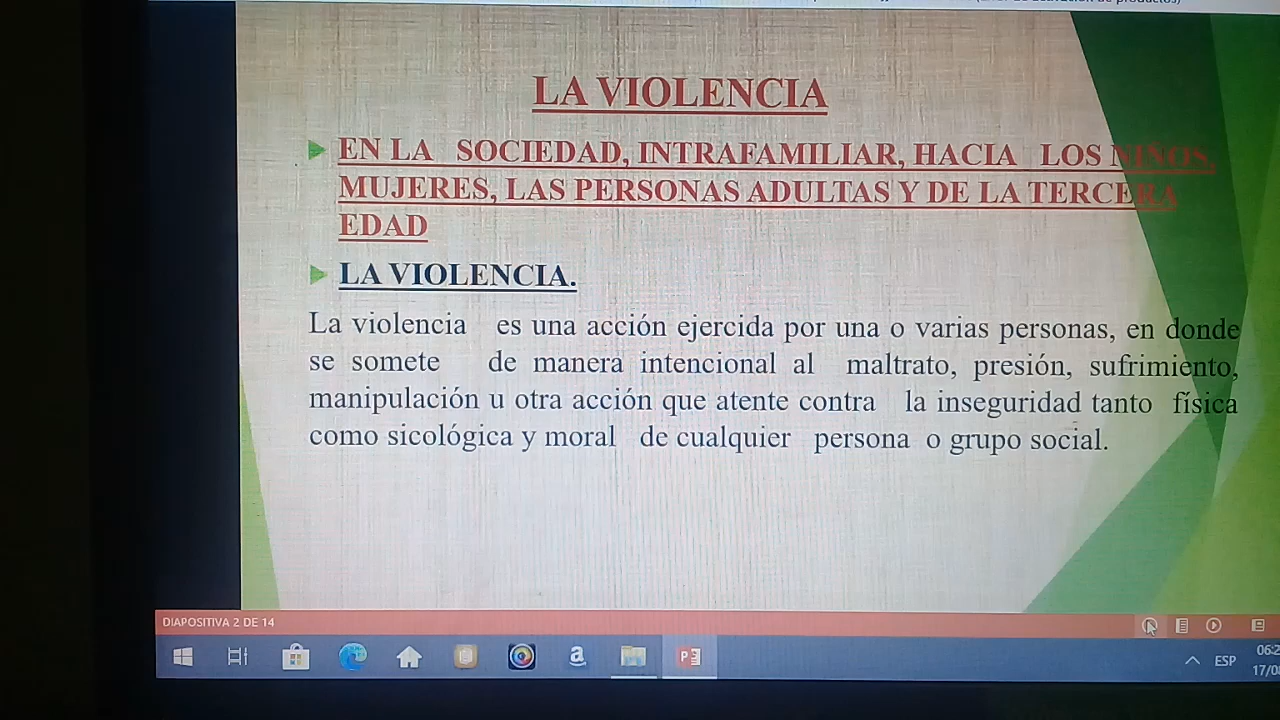 LA VIOLENCIA
EN LA SOCIEDAD, INTRAFAMILIAR, HACIA LOS NIÑOS,
MUJERES, LAS PERSONAS ADULTAS Y DE LA TERCERA
EDAD
LA VIOLENCIA.
La violencia es una acción ejercida por una o varias personas, en donde
se somete de manera intencional al maltrato, presión, sufrimiento,
manipulación u otra acción que atente contra la inseguridad tanto física
como sicológica y moral de cualquier persona o grupo social.
DIAPOSITIVA 2 DE 14
ESP